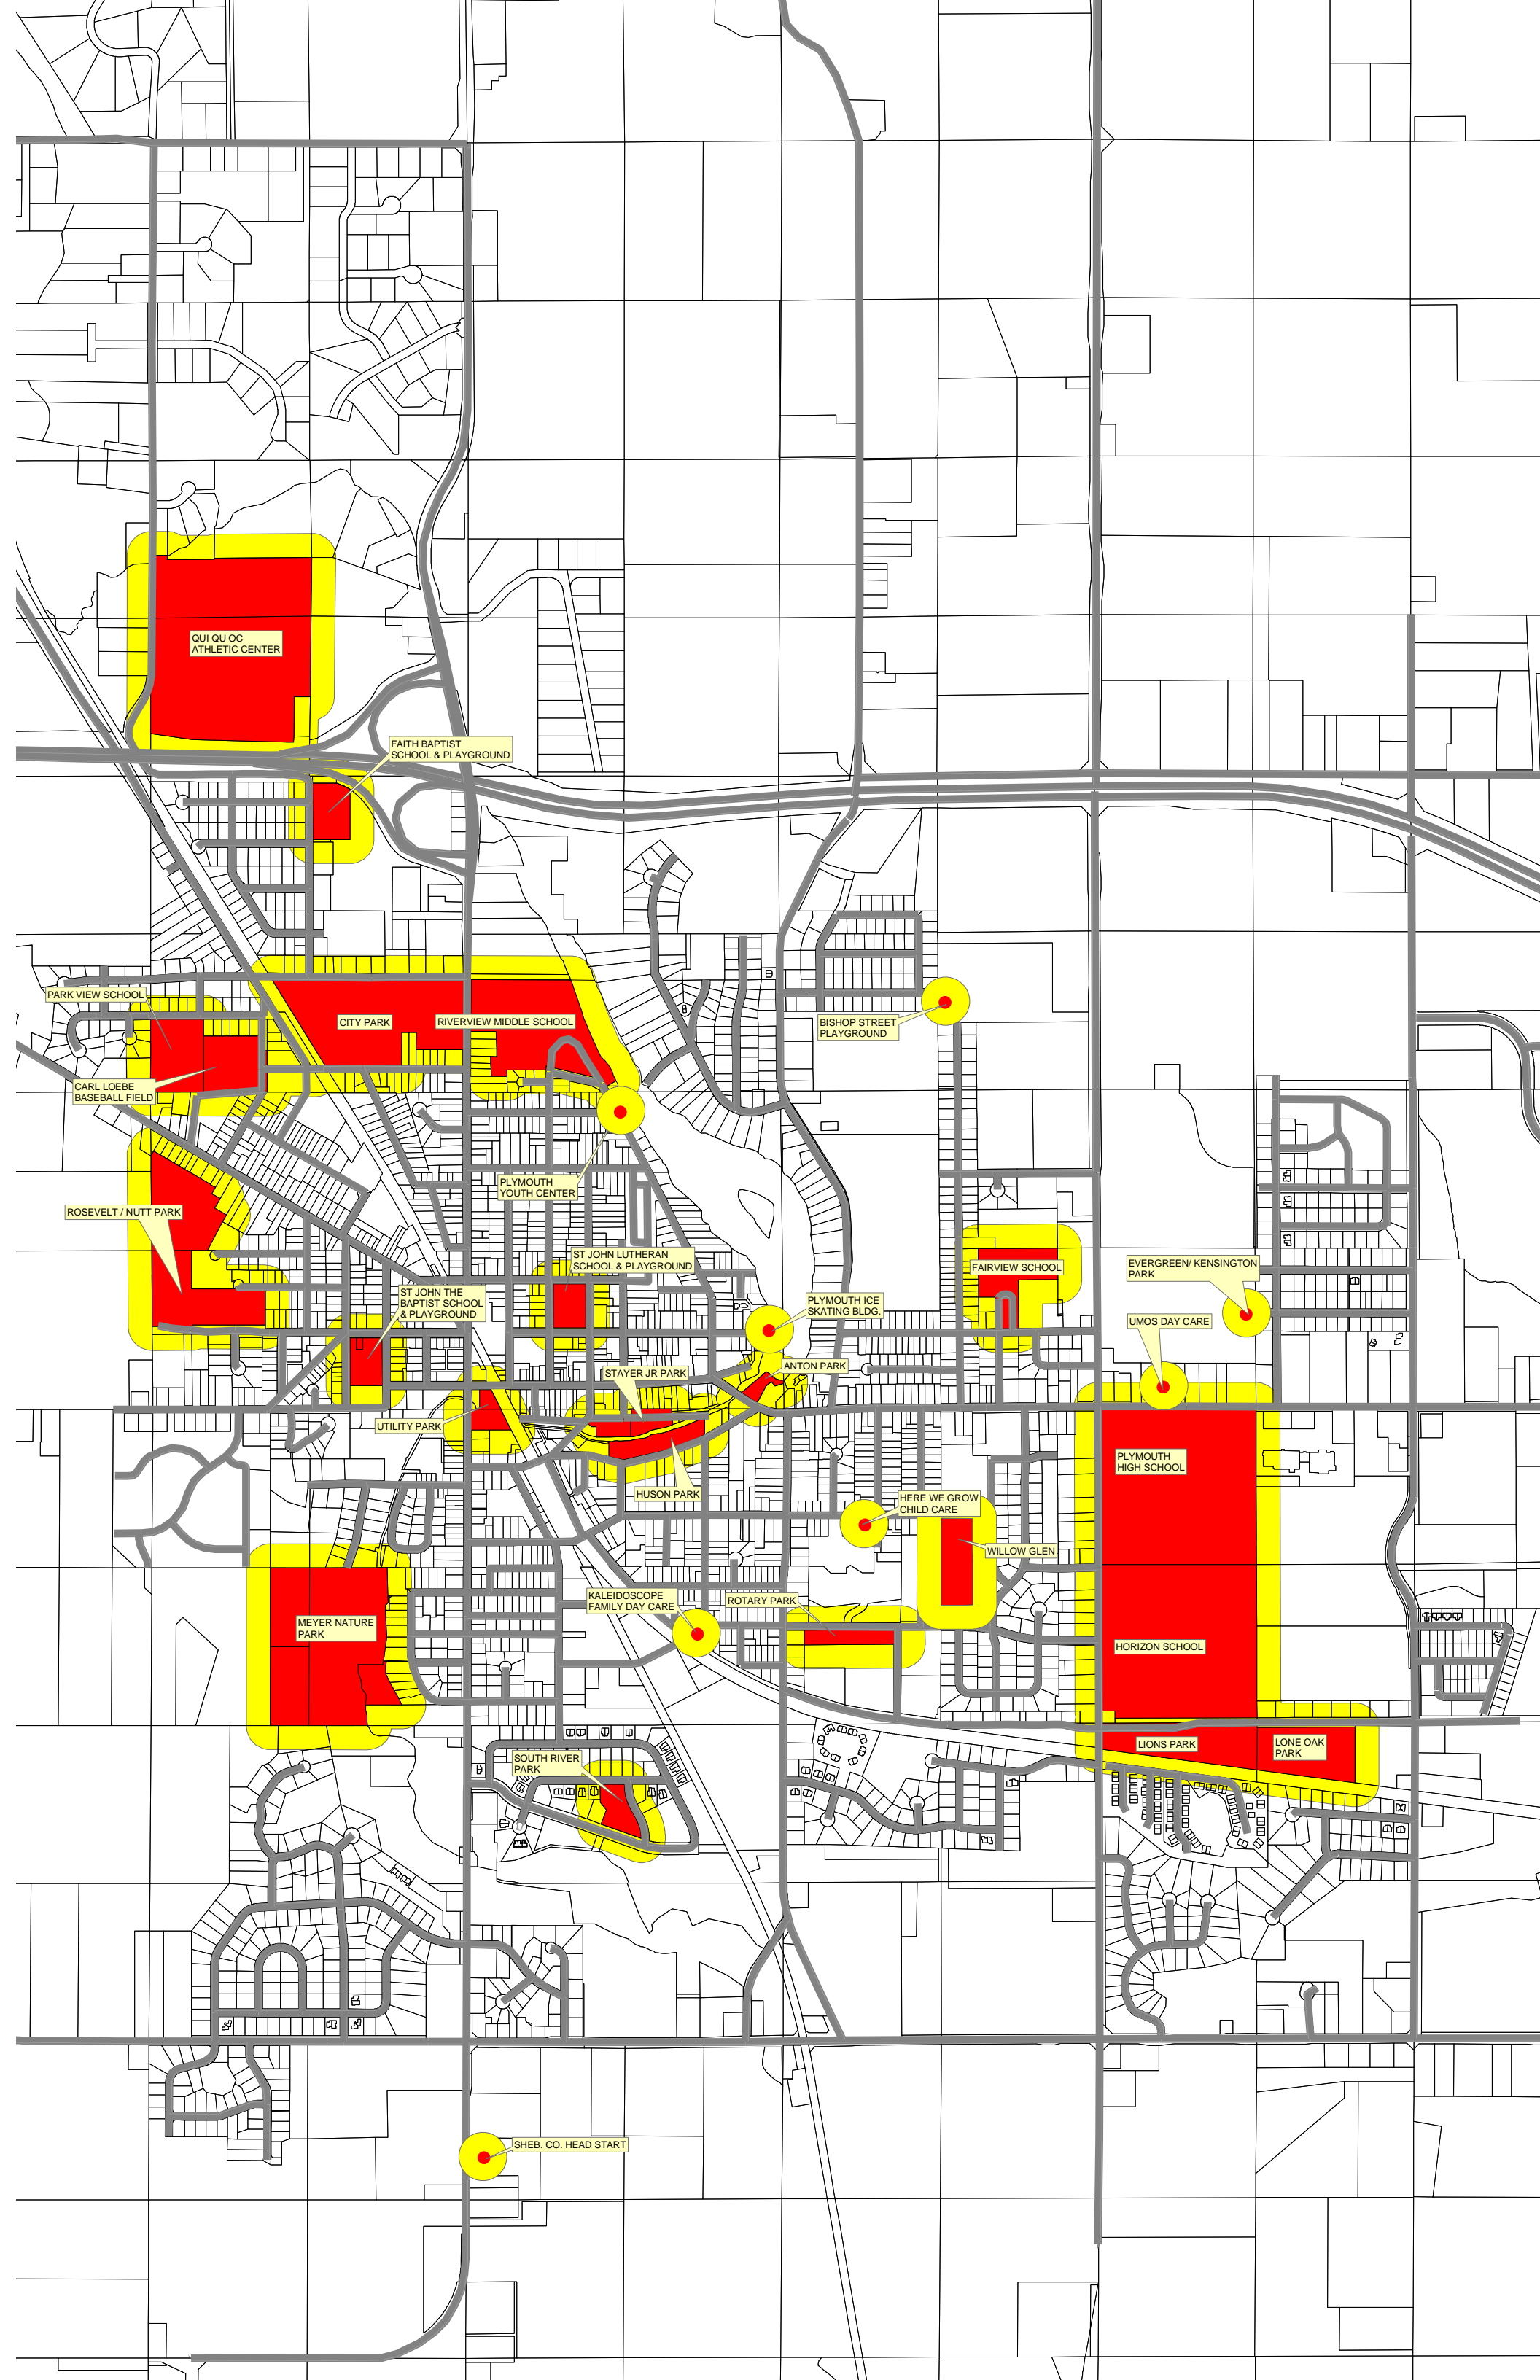 QUI QU OC
ATHLETIC CENTER
FAITH BAPTIST
SCHOOL & PLAYGROUND
PARK VIEW SCHOOL
CITY PARK
RIVERVIEW MIDDLE SCHOOL
BISHOP STREET
PLAYGROUND
CARL LOEBE
BASEBALL FIELD
PLYMOUTH
YOUTH CENTER
ROSEVELT / NUTT PARK
ST JOHN LUTHERAN
SCHOOL & PLAYGROUND
FAIRVIEW SCHOOL
EVERGREEN/ KENSINGTON
PARK
ST JOHN THE
BAPTIST SCHOOL
& PLAYGROUND
PLYMOUTH ICE
SKATING BLDG.
UMOS DAY CARE
STAYER JR PARK
ANTON PARK
UTILITY PARK
PLYMOUTH
HIGH SCHOOL
HUSON PARK
HERE WE GROW
CHILD CARE
WILLOW GLEN
KALEIDOSCOPE
FAMILY DAY CARE
ROTARY PARK
MEYER NATURE
PARK
HORIZON SCHOOL
LIONS PARK
LONE OAK
PARK
SOUTH RIVER
PARK
SHEB. CO. HEAD START